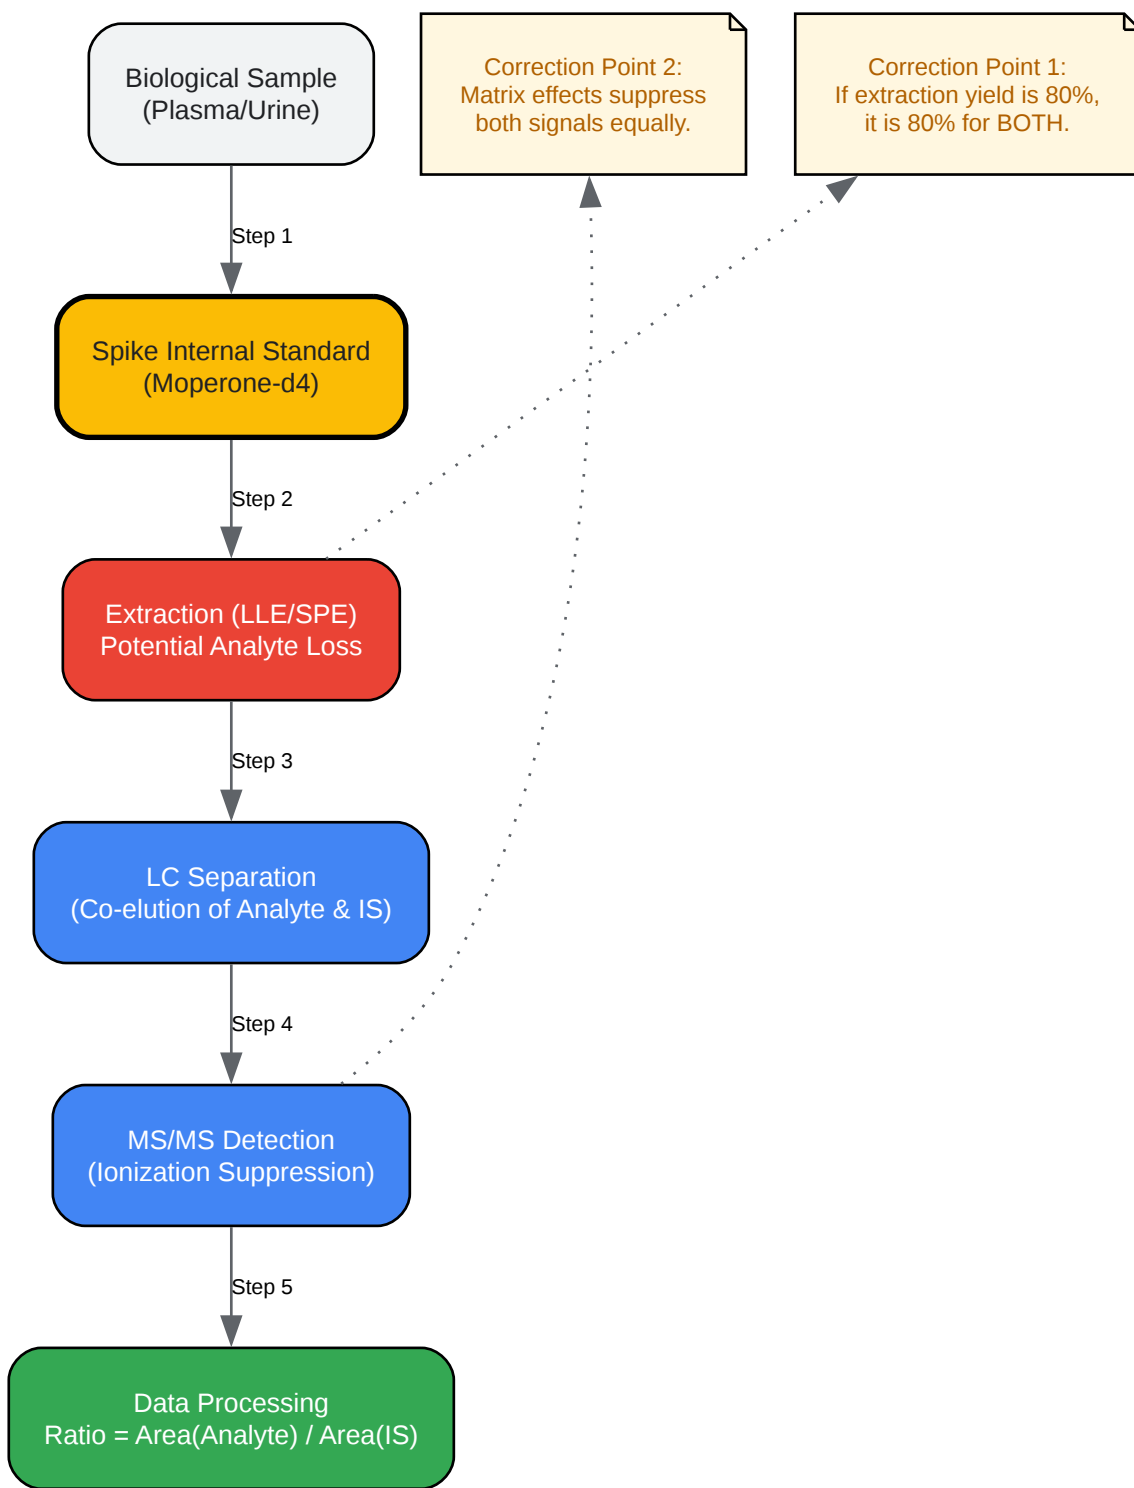 Biological Sample
(Plasma/Urine)
Correction Point 2:
Matrix effects suppress
both signals equally.
Correction Point 1:
If extraction yield is 80%,
it is 80% for BOTH.
Step 1
Spike Internal Standard
(Moperone-d4)
Step 2
Extraction (LLE/SPE)
Potential Analyte Loss
Step 3
LC Separation
(Co-elution of Analyte & IS)
Step 4
MS/MS Detection
(Ionization Suppression)
Step 5
Data Processing
Ratio = Area(Analyte) / Area(IS)